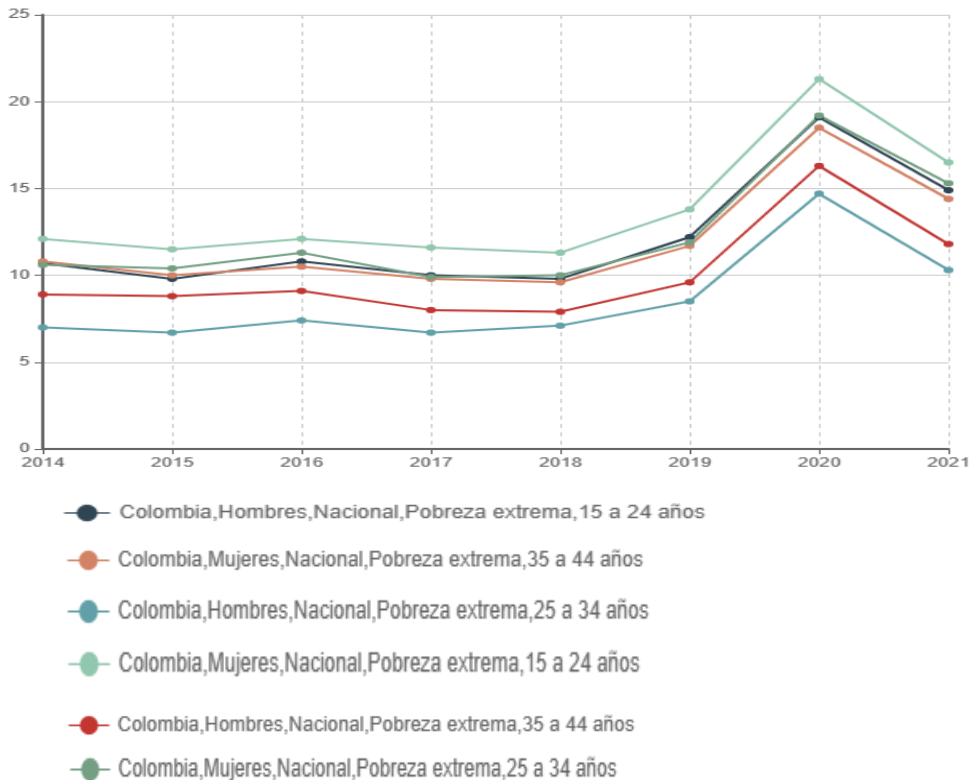 25
20
15
10
5
0
2014 2015 2016 2017 2018 2019 2020 2021
Colombia,Hombres,Nacional,Pobreza extrema,15 a 24 años
Colombia,Mujeres,Nacional,Pobreza extrema,35 a 44 años
Colombia,Hombres,Nacional,Pobreza extrema,25 a 34 años
Colombia,Mujeres,Nacional,Pobreza extrema,15 a 24 años
Colombia,Hombres,Nacional,Pobreza extrema,35 a 44 años
Colombia,Mujeres,Nacional,Pobreza extrema,25 a 34 años